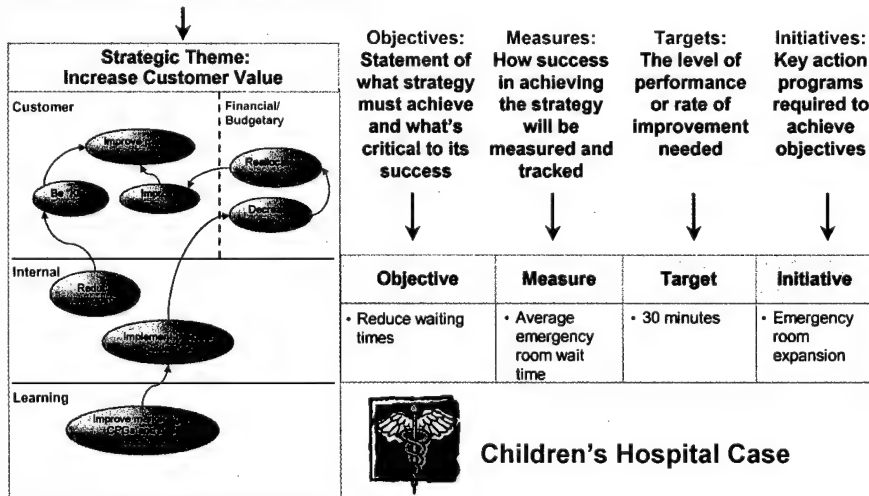 Strategic Theme:
Increase Customer Value
Customer
Financial/
Budgetary
Improve
Internal
Learning
Objectives:
Statement of
what strategy
must achieve
and what's
critical to its
success
Measures:
How success
in achieving
the strategy
will be
measured and
tracked
Targets:
The level of
performance
or rate of
improvement
needed
Initiatives:
Key action
programs
required to
achieve
objectives
Objective
Measure
Target
Initiative
• Reduce waiting
times
• Average
emergency
room wait
time
• 30 minutes
• Emergency
room
expansion
Children's Hospital Case